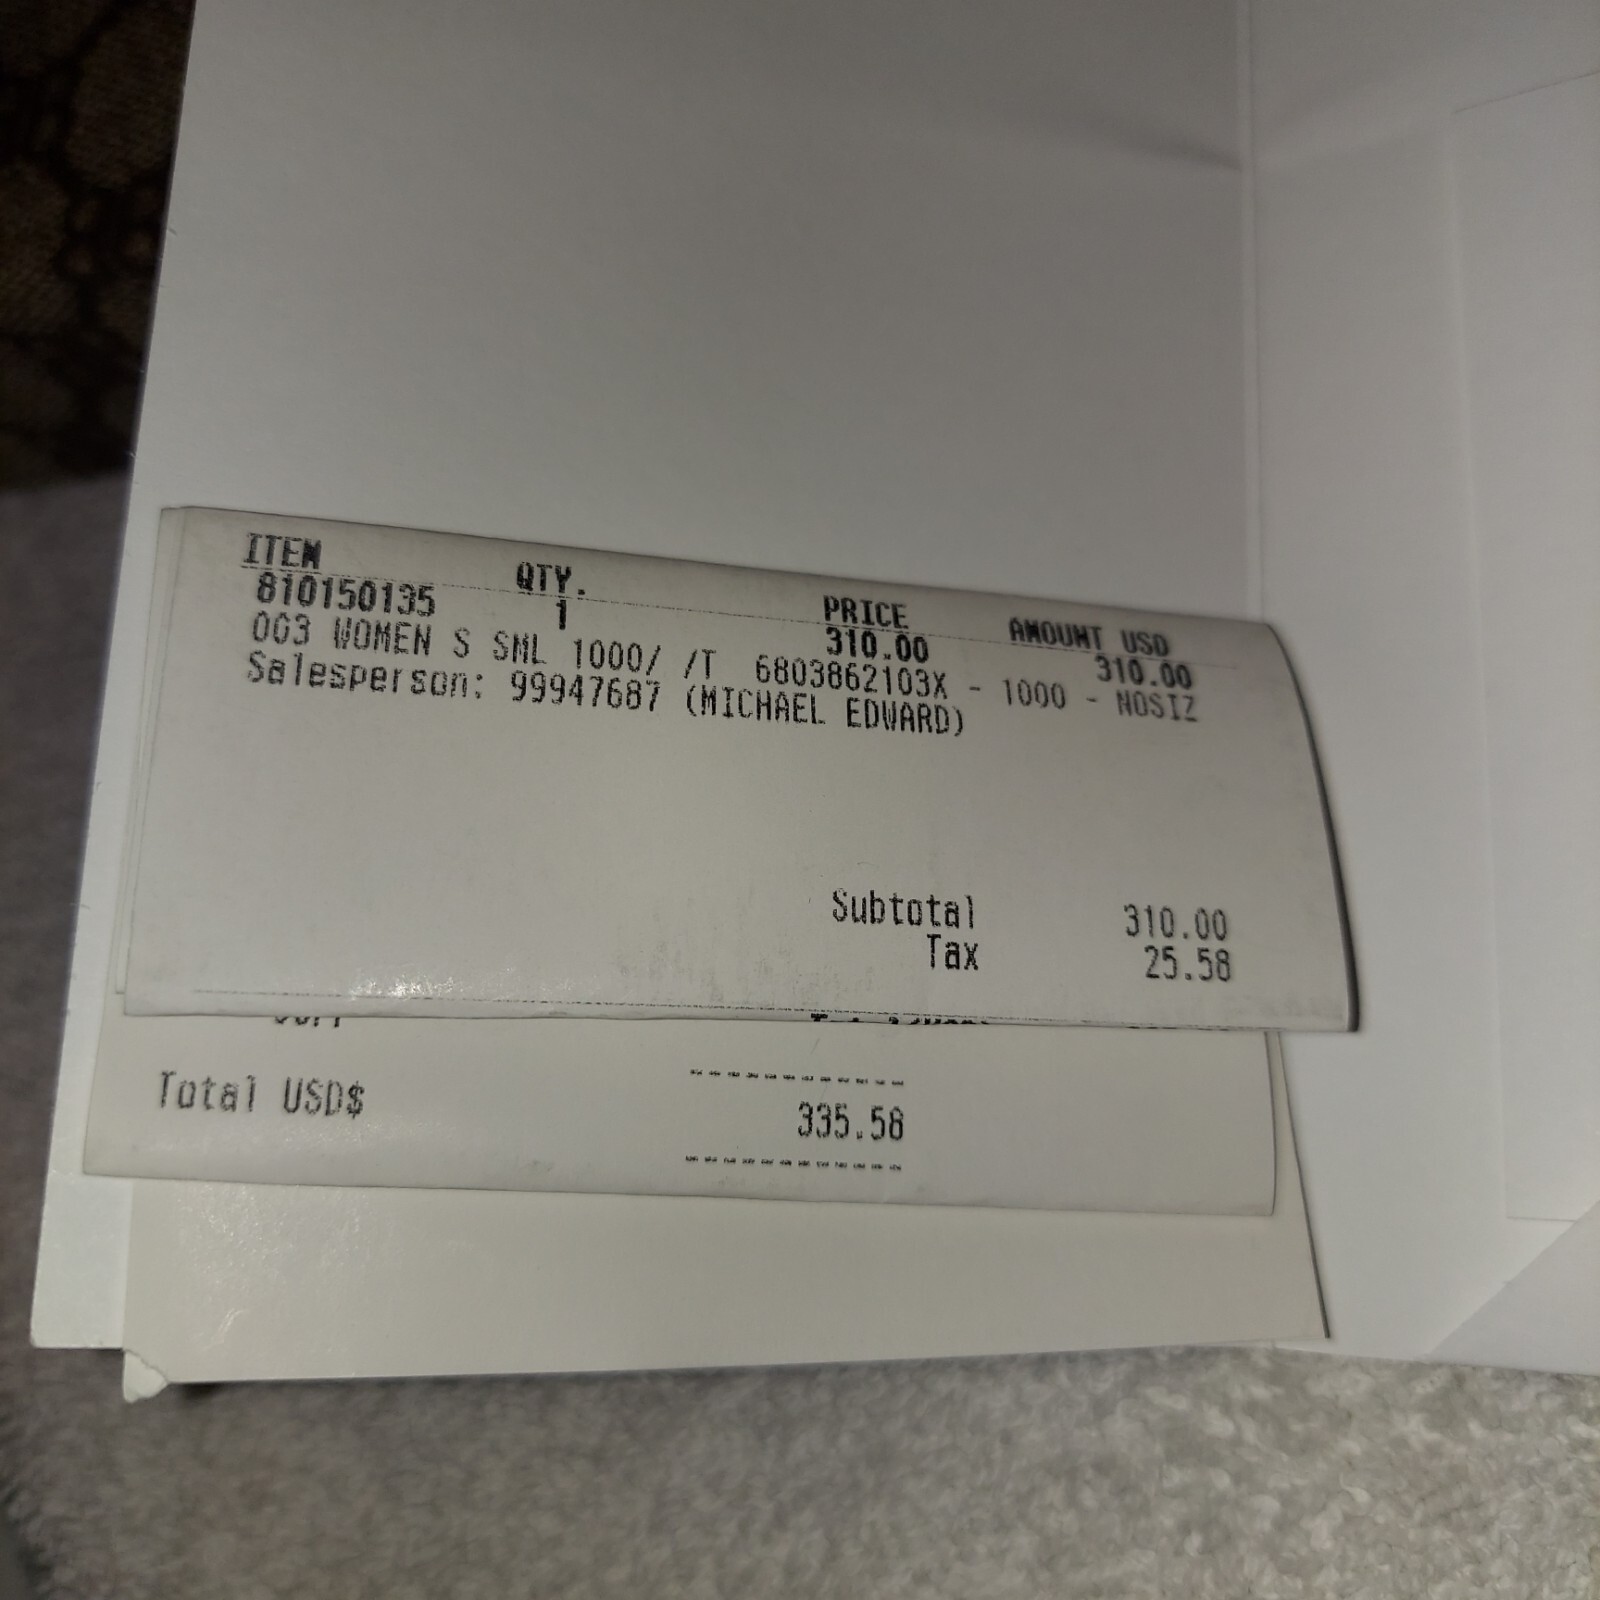 ITEM QTY. PRICE AMOUNT USD
810150135 1 310.00 310.00
003 WOMEN S SML 1000/ /T 6803862103X - 1000 - NOSIZ
Salesperson: 99947687 (MICHAEL EDWARD)
Subtotal 310.00
Tax 25.58
Total USD$ 335.58